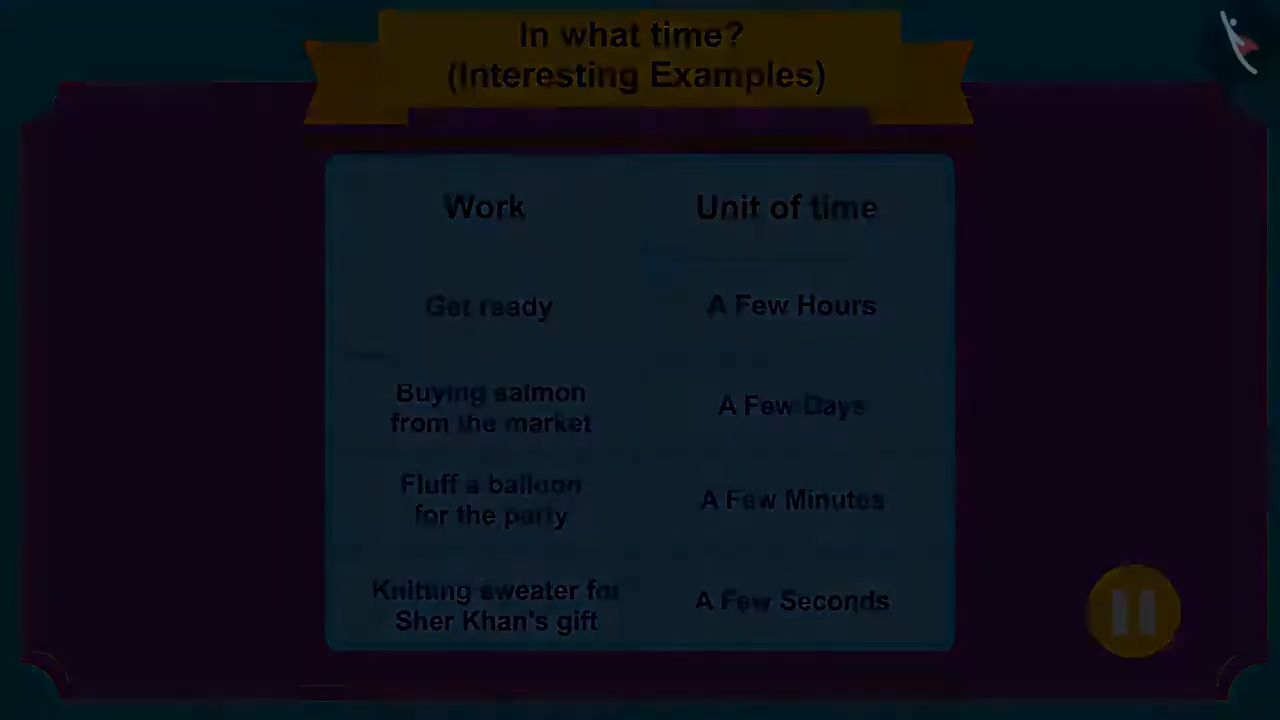 In what time?
(Interesting Examples)
Work
Unit of time
Get ready
A Few Hours
Buying salmon
from the market
A Few Days
Fluff a balloon
for the party
A Few Minutes
Knitting sweater for
Sher Khan's gift
A Few Seconds